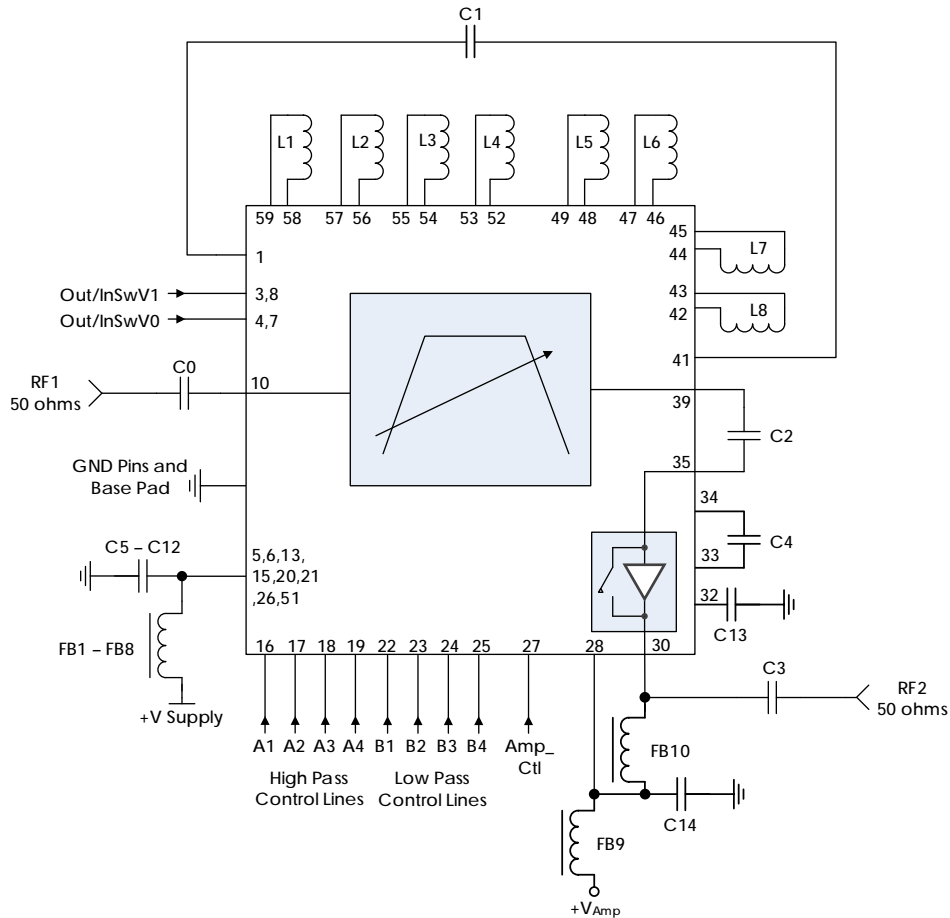 C1
L1
L2
L3
L4
L5
L6
59 58 57 56 55 54 53 52 49 48 47 46
45
44
L7
43
42
L8
41
1
Out/InSwV1
3,8
Out/InSwV0
4,7
RF1
50 ohms
C0
10
39
C2
35
GND Pins and
Base Pad
34
C4
33
C5 – C12
5,6,13,
15,20,21
,26,51
32
C13
FB1 – FB8
+V Supply
16 17 18 19 22 23 24 25 27 28 30
A1 A2 A3 A4 B1 B2 B3 B4 Amp_
Ctl
High Pass
Control Lines
Low Pass
Control Lines
C3
RF2
50 ohms
FB10
C14
FB9
+VAmp